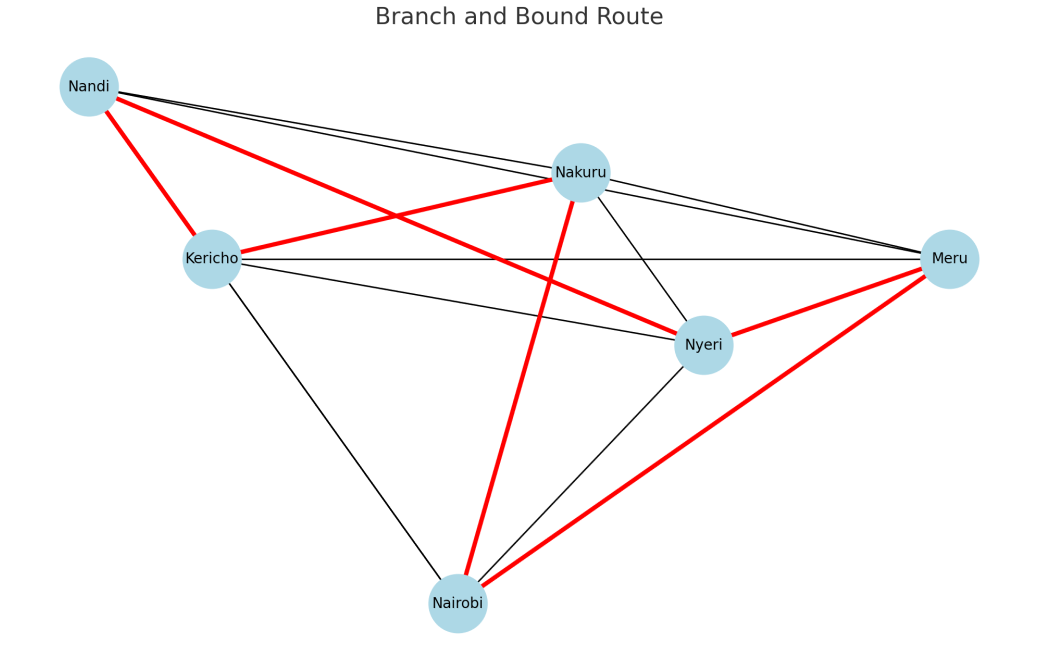 Branch and Bound Route
Nandi
Nakuru
Kericho
Meru
Nyeri
Nairobi